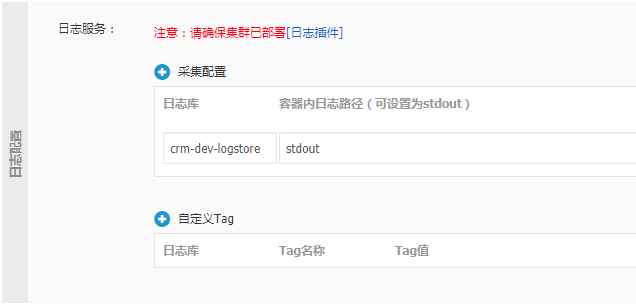 日志配置
日志服务：
注意：请确保集群已部署[日志插件]
采集配置
日志库 容器内日志路径（可设置为stdout）
crm-dev-logstore stdout
自定义Tag
日志库 Tag名称 Tag值